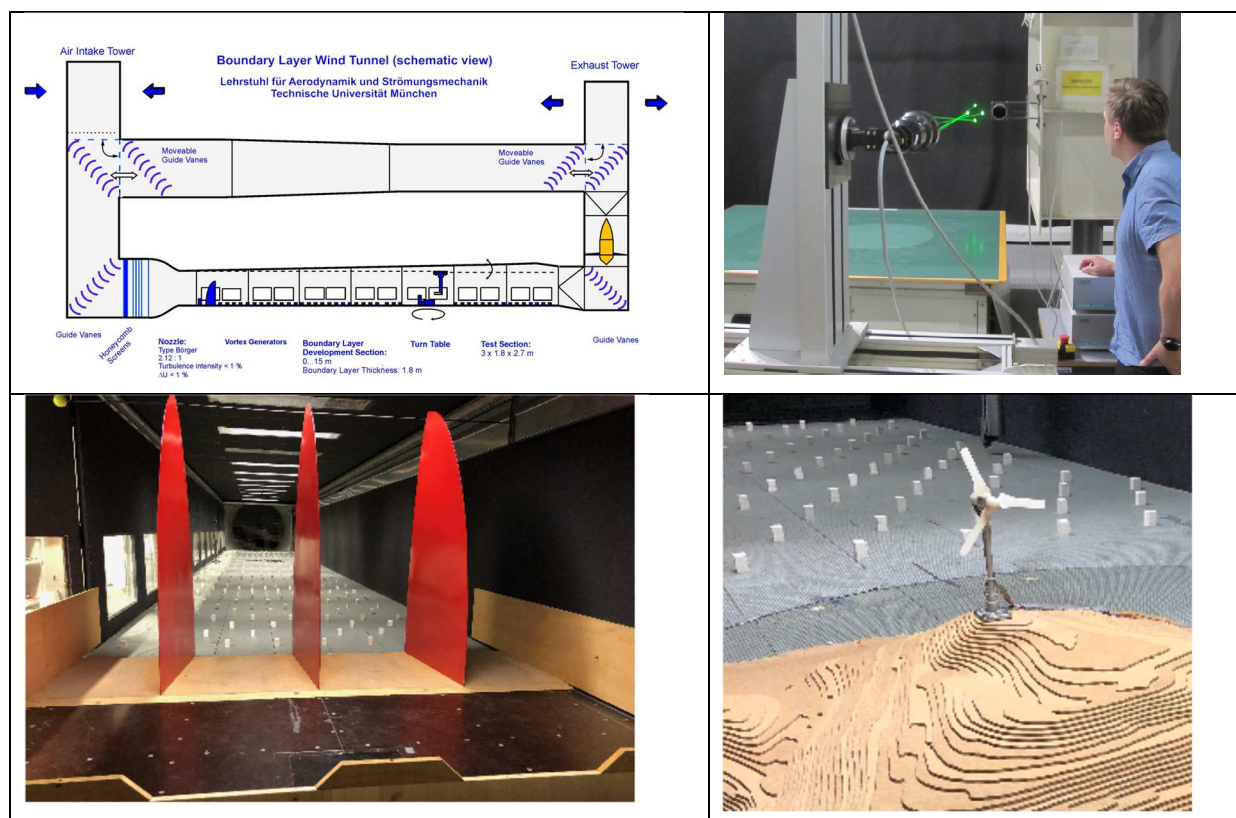 Air Intake Tower
Boundary Layer Wind Tunnel (schematic view)
Lehrstuhl für Aerodynamik und Strömungsmechanik
Technische Universität München
Exhaust Tower
Moveable
Guide Vanes
Moveable
Guide Vanes
Guide Vanes
Honeycomb
Screens
Nozzle:
Type Börger
2.12 : 1
Turbulence intensity < 1 %
ΔU < 1 %
Vortex Generators
Boundary Layer
Development Section:
0...15 m
Boundary Layer Thickness: 1.8 m
Turn Table
Test Section:
3 x 1.8 x 2.7 m
Guide Vanes